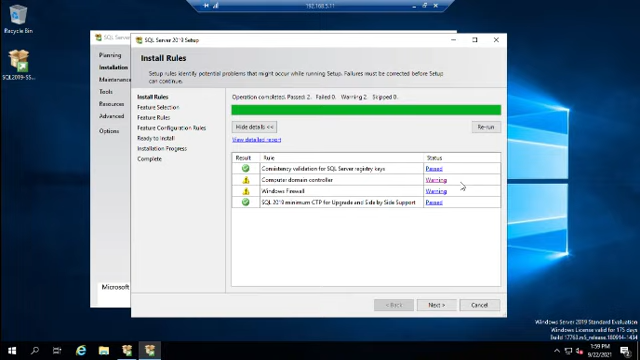 192.168.5.11
Recycle Bin
SQL2019-SS...
SQL Server 2019 Setup
Planning
Installation
Maintenance
Tools
Resources
Advanced
Options
Microsoft
Install Rules
Setup rules identify potential problems that might occur while running Setup. Failures must be corrected before Setup
can continue.
Install Rules
Feature Selection
Feature Rules
Feature Configuration Rules
Ready to Install
Installation Progress
Complete
Operation completed. Passed: 2. Failed 0. Warning 2. Skipped 0.
Hide details <<
Re-run
View detailed report
Result Rule Status
Consistency validation for SQL Server registry keys Passed
Computer domain controller Warning
Windows Firewall Warning
SQL 2019 minimum CTP for Upgrade and Side by Side Support Passed
< Back
Next >
Cancel
Windows Server 2019 Standard Evaluation
Windows License valid for 175 days
Build 17763.rs5_release.180914-1434
1:59 PM
9/22/2021